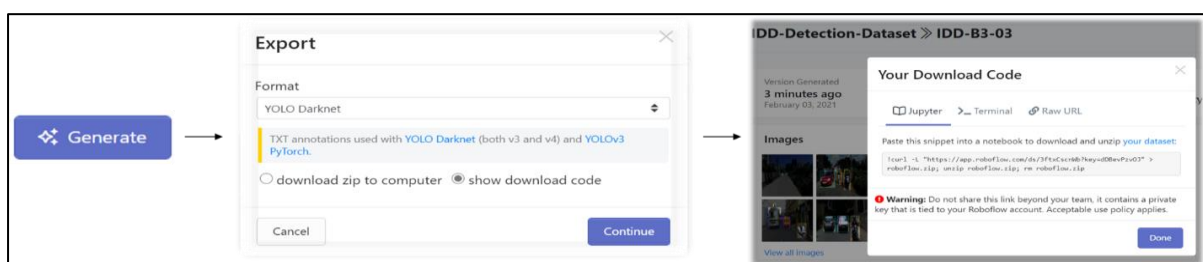 Generate
Export
Format
YOLO Darknet
TXT annotations used with YOLO Darknet (both v3 and v4) and YOLOv3
PyTorch.
download zip to computer show download code
Cancel Continue
IDD-Detection-Dataset ≫ IDD-B3-03
Version Generated
3 minutes ago
February 03, 2021
Images
View all images
Your Download Code
Jupyter >_ Terminal Raw URL
Paste this snippet into a notebook to download and unzip your dataset:
!curl -L
roboflow.zip; unzip roboflow.zip; rm roboflow.zip
Warning: Do not share this link beyond your team, it contains a private
key that is tied to your Roboflow account. Acceptable use policy applies.
Done